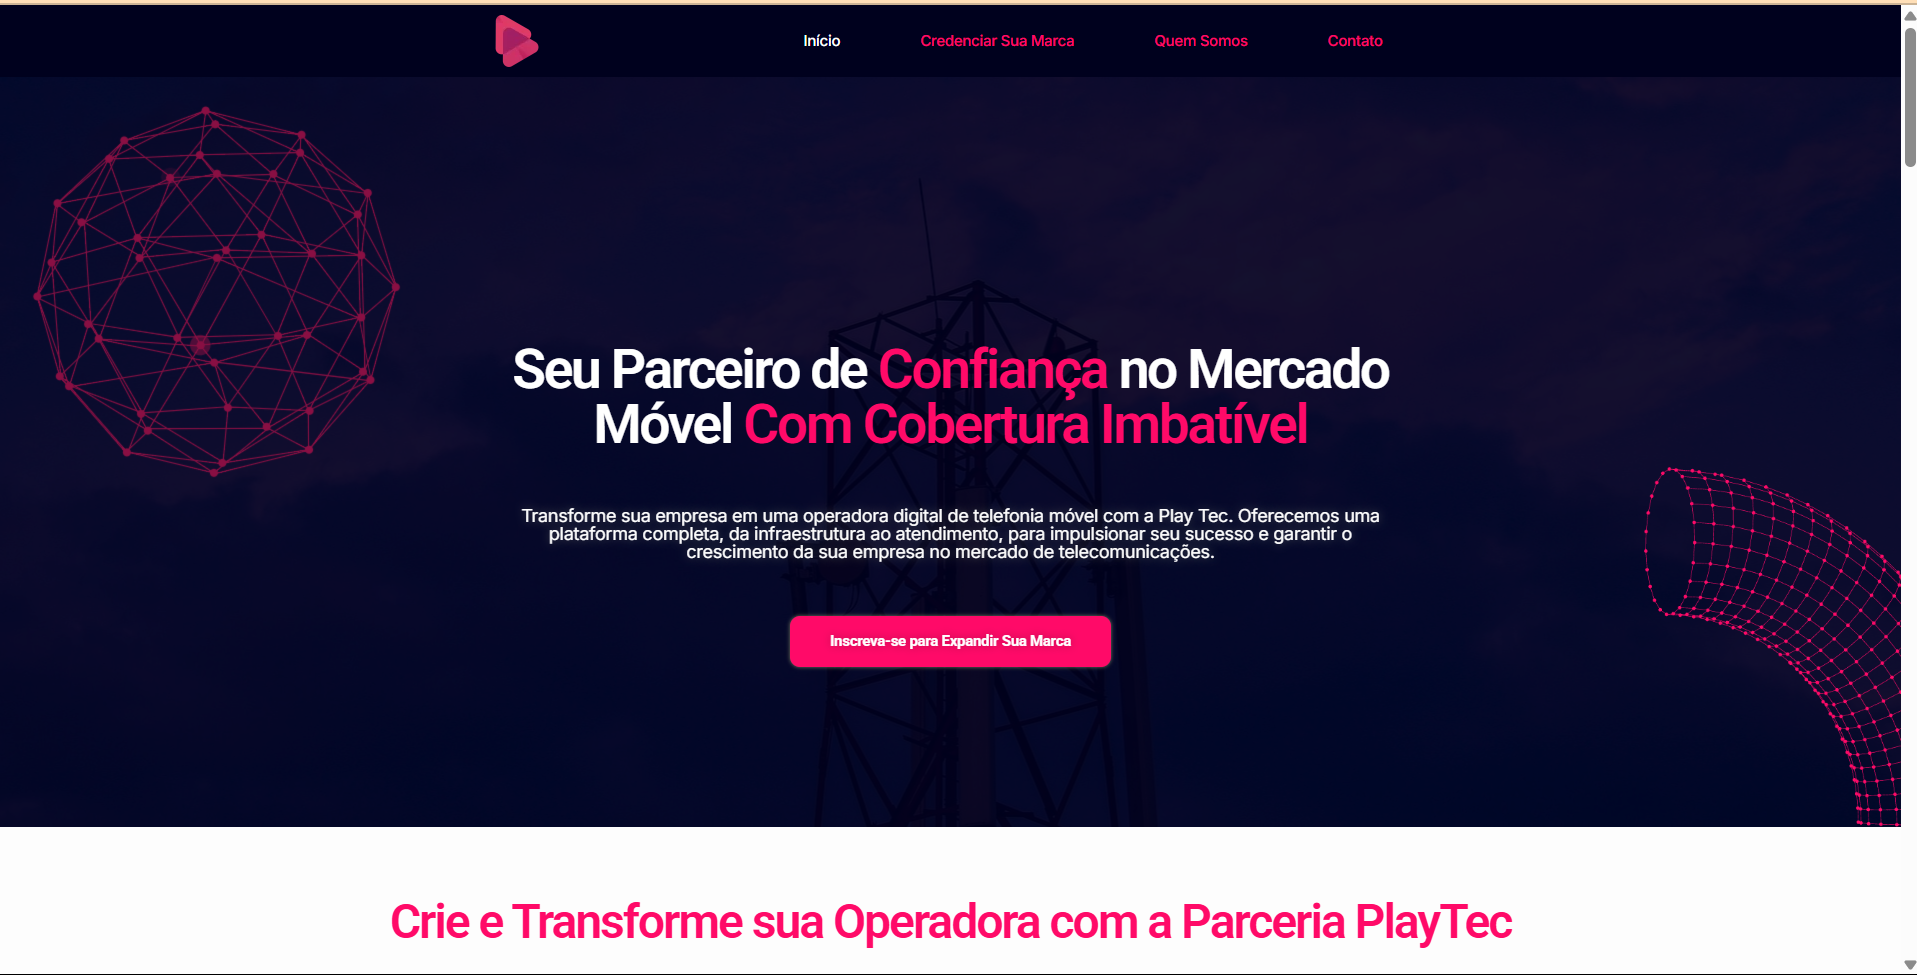 Início
Credenciar Sua Marca
Quem Somos
Contato
Seu Parceiro de Confiança no Mercado
Móvel Com Cobertura Imbatível
Transforme sua empresa em uma operadora digital de telefonia móvel com a Play Tec. Oferecemos uma
plataforma completa, da infraestrutura ao atendimento, para impulsionar seu sucesso e garantir o
crescimento da sua empresa no mercado de telecomunicações.
Inscreva-se para Expandir Sua Marca
Crie e Transforme sua Operadora com a Parceria PlayTec